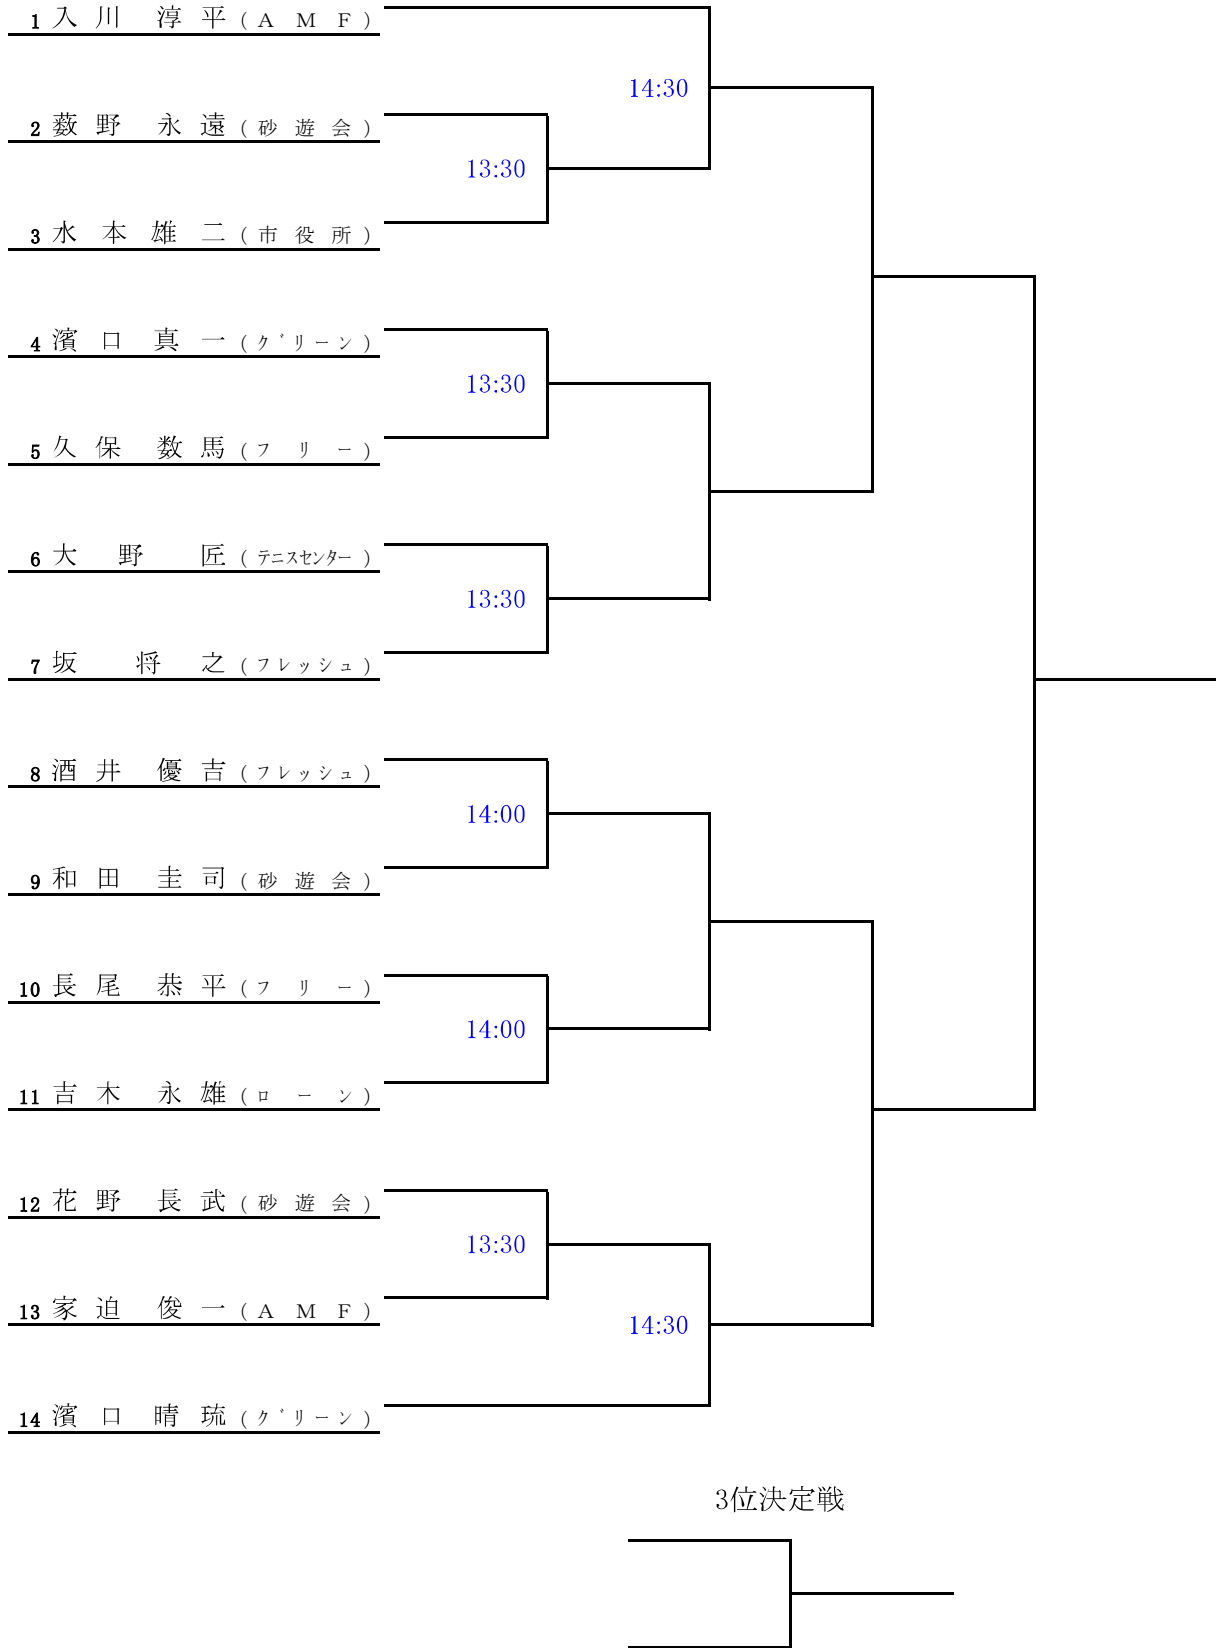 1 入川 淳平 (AMF)
14:30
2 薮野 永遠 (砂遊会)
13:30
3 水本雄二 (市役所)
4 濱口 真一 (グリーン)
13:30
5 久保 数馬 (フリー)
6 大野 匠 (テニスセンター)
13:30
7 坂 将之 (フレッシュ)
8 酒井 優吉 (フレッシュ)
14:00
9 和田 圭司 (砂遊会)
10 長尾 恭平 (フリー)
14:00
11 吉木 永雄 (ローン)
12 花野 長武 (砂遊会)
13:30
13 家迫 俊一 (AMF)
14:30
14 濱口 晴琉 (グリーン)
3位決定戦